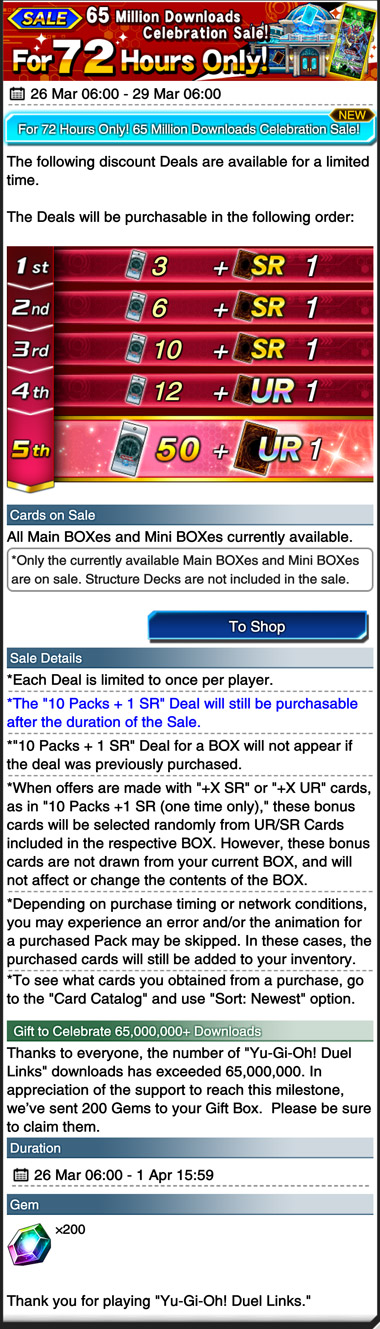 SALE 65 Million Downloads
Celebration Sale!
For 72 Hours Only!
26 Mar 06:00 - 29 Mar 06:00
NEW
For 72 Hours Only! 65 Million Downloads Celebration Sale!
The following discount Deals are available for a limited
time.
The Deals will be purchasable in the following order:
1st 3 + SR 1
2nd 6 + SR 1
3rd 10 + SR 1
4th 12 + UR 1
5th 50 + UR 1
Cards on Sale
All Main BOXes and Mini BOXes currently available.
*Only the currently available Main BOXes and Mini BOXes
are on sale. Structure Decks are not included in the sale.
To Shop
Sale Details
*Each Deal is limited to once per player.
*The "10 Packs + 1 SR" Deal will still be purchasable
after the duration of the Sale.
*"10 Packs + 1 SR" Deal for a BOX will not appear if
the deal was previously purchased.
*When offers are made with "+X SR" or "+X UR" cards,
as in "10 Packs +1 SR (one time only)," these bonus
cards will be selected randomly from UR/SR Cards
included in the respective BOX. However, these bonus
cards are not drawn from your current BOX, and will
not affect or change the contents of the BOX.
*Depending on purchase timing or network conditions,
you may experience an error and/or the animation for
a purchased Pack may be skipped. In these cases, the
purchased cards will still be added to your inventory.
*To see what cards you obtained from a purchase, go
to the "Card Catalog" and use "Sort: Newest" option.
Gift to Celebrate 65,000,000+ Downloads
Thanks to everyone, the number of "Yu-Gi-Oh! Duel
Links" downloads has exceeded 65,000,000. In
appreciation of the support to reach this milestone,
we've sent 200 Gems to your Gift Box.  Please be sure
to claim them.
Duration
26 Mar 06:00 - 1 Apr 15:59
Gem
x200
Thank you for playing "Yu-Gi-Oh! Duel Links."